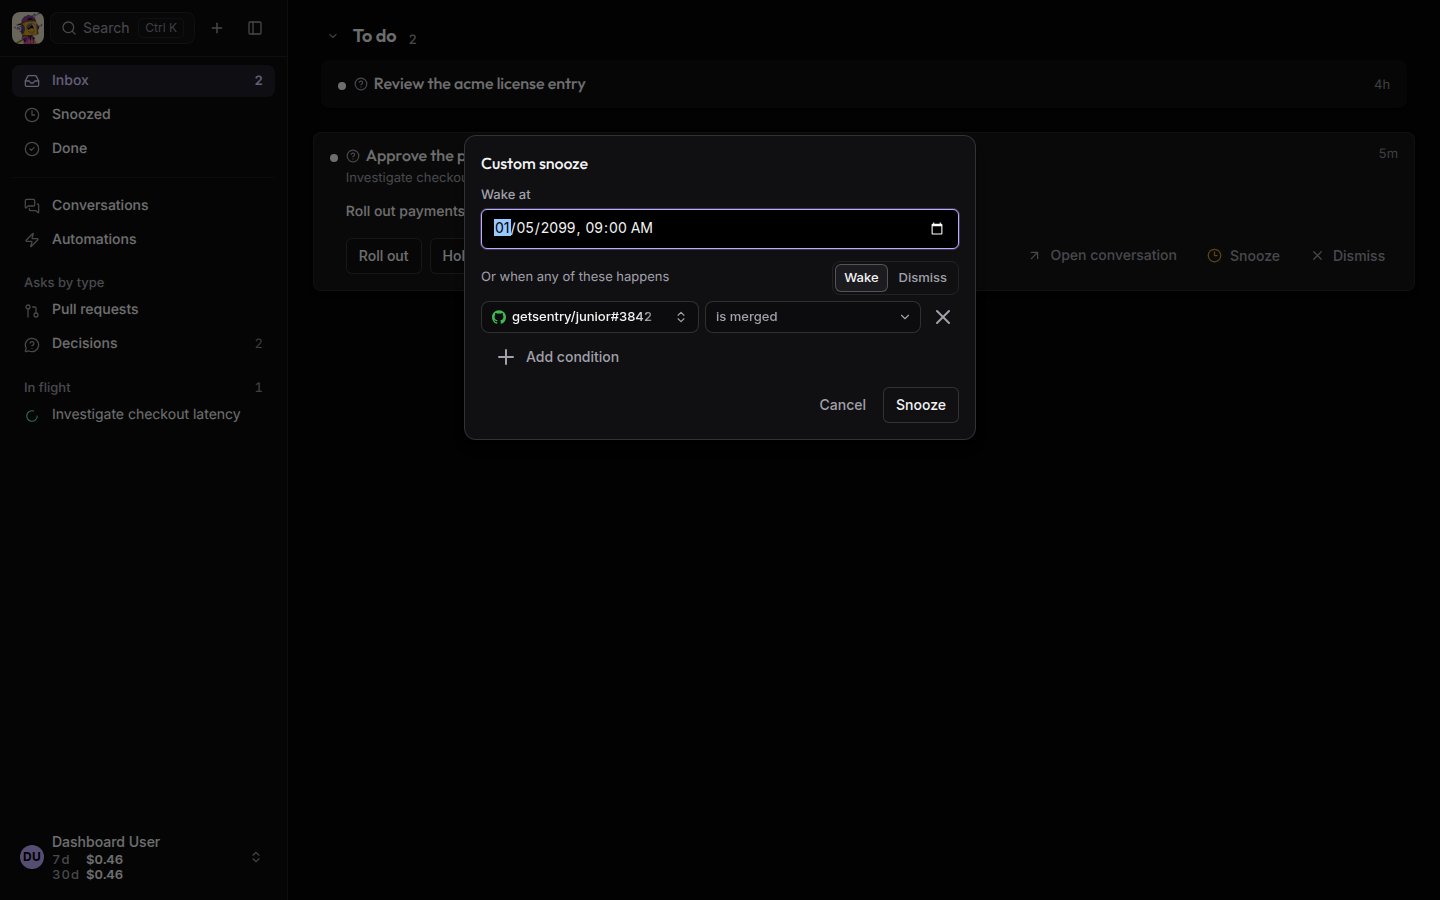 Search Ctrl K
Inbox 2
Snoozed
Done
Conversations
Automations
Asks by type
Pull requests
Decisions 2
In flight 1
Investigate checkout latency
Dashboard User
DU
7d $0.46
30d $0.46
To do 2
Review the acme license entry 4h
Approve the p 5m
Investigate checkou
Roll out payments
Roll out Hol Open conversation Snooze Dismiss
Custom snooze
Wake at
01/05/2099, 09:00 AM
Or when any of these happens Wake Dismiss
getsentry/junior#3842 is merged
Add condition
Cancel Snooze